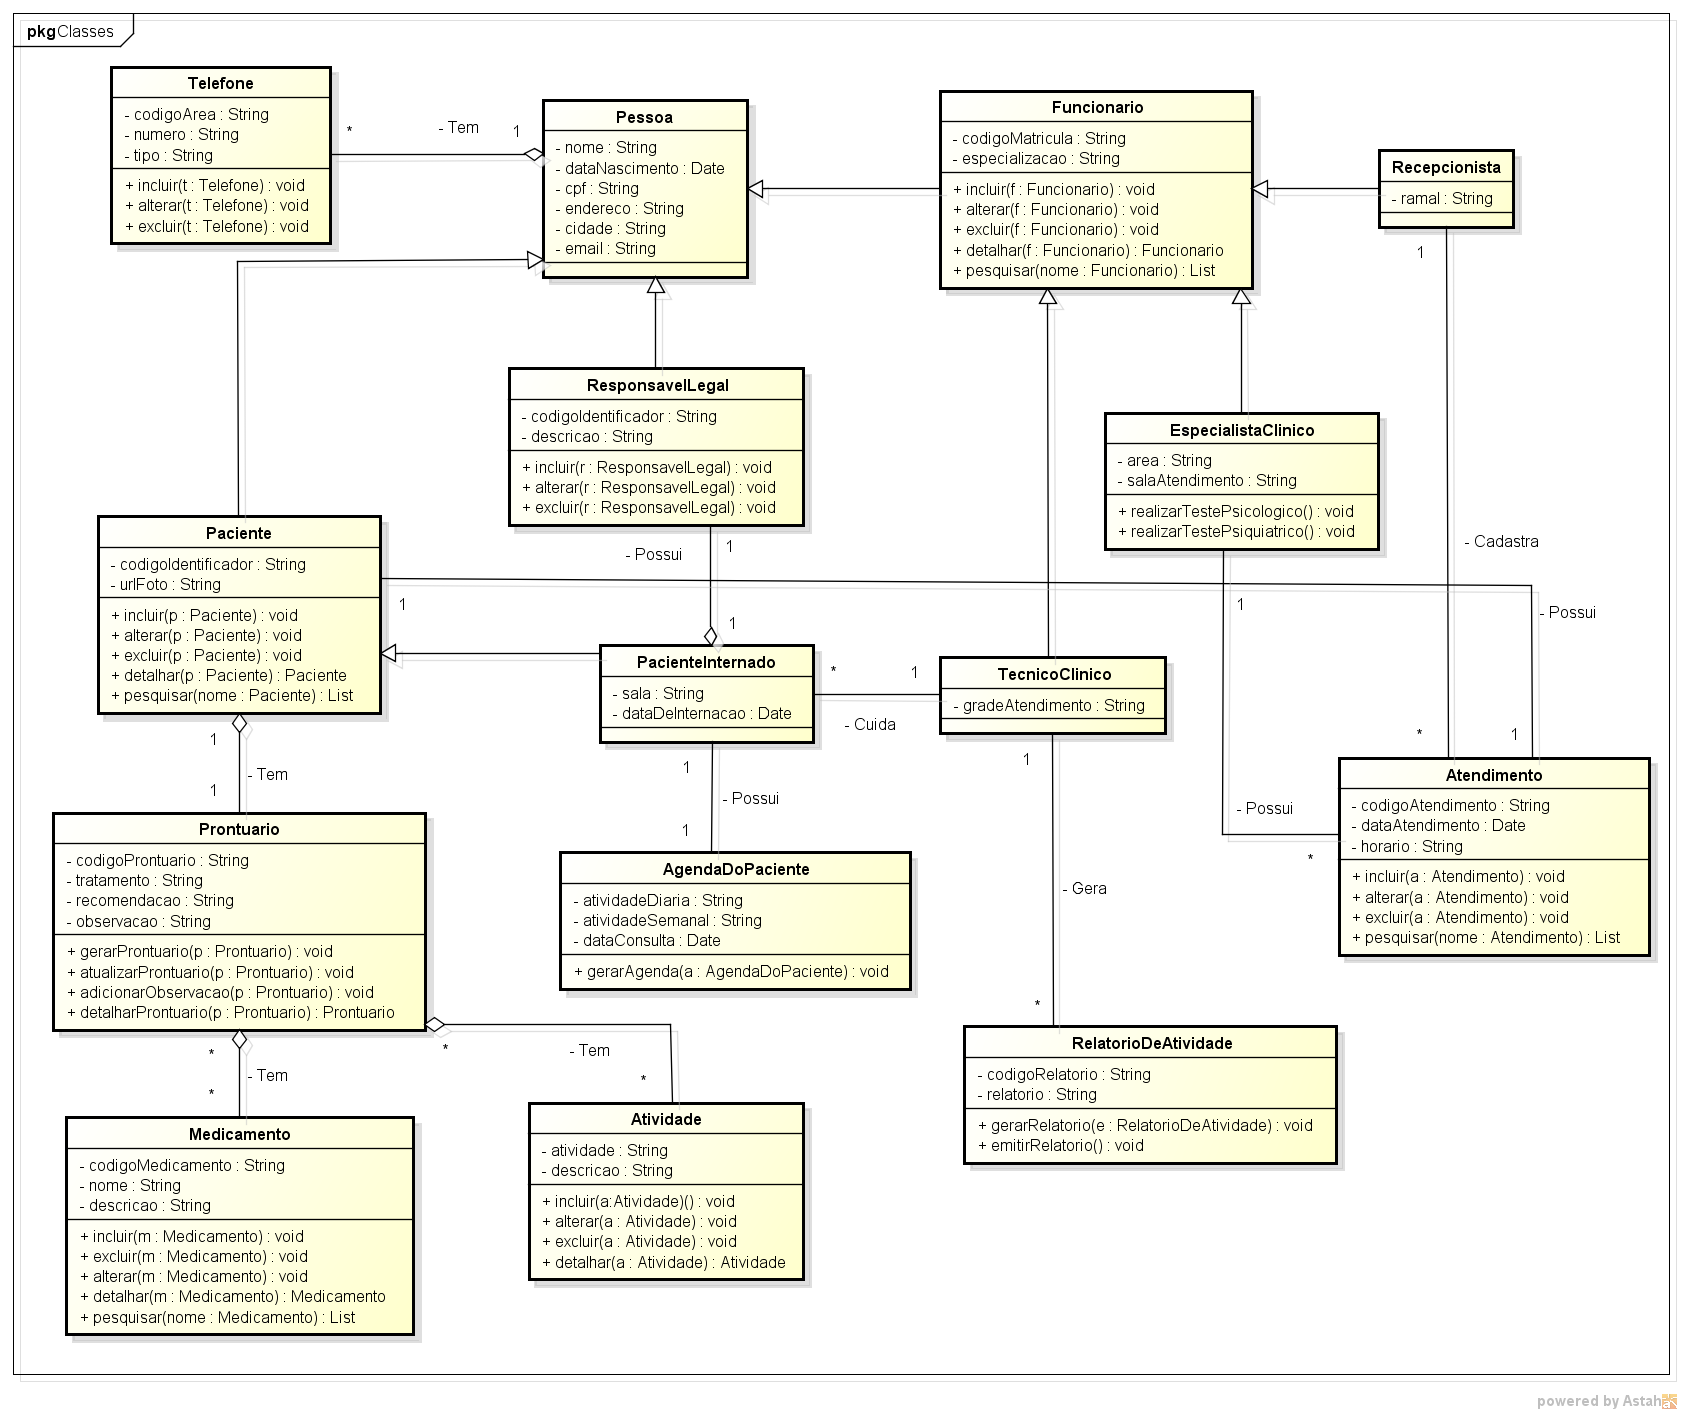 pkg Classes
Telefone
- codigoArea : String
- numero : String
- tipo : String
+ incluir(t : Telefone) : void
+ alterar(t : Telefone) : void
+ excluir(t : Telefone) : void
*
- Tem
1
Pessoa
- nome : String
- dataNascimento : Date
- cpf : String
- endereco : String
- cidade : String
- email : String
Funcionario
- codigoMatricula : String
- especializacao : String
+ incluir(f : Funcionario) : void
+ alterar(f : Funcionario) : void
+ excluir(f : Funcionario) : void
+ detalhar(f : Funcionario) : Funcionario
+ pesquisar(nome : Funcionario) : List
Recepcionista
- ramal : String
1
- Cadastra
*
ResponsavelLegal
- codigoIdentificador : String
- descricao : String
+ incluir(r : ResponsavelLegal) : void
+ alterar(r : ResponsavelLegal) : void
+ excluir(r : ResponsavelLegal) : void
- Possui
1
1
EspecialistaClinico
- area : String
- salaAtendimento : String
+ realizarTestePsicologico() : void
+ realizarTestePsiquiatrico() : void
1
- Possui
*
Paciente
- codigoIdentificador : String
- urlFoto : String
+ incluir(p : Paciente) : void
+ alterar(p : Paciente) : void
+ excluir(p : Paciente) : void
+ detalhar(p : Paciente) : Paciente
+ pesquisar(nome : Paciente) : List
1
- Possui
1
PacienteInternado
- sala : String
- dataDeInternacao : Date
*
1
- Cuida
TecnicoClinico
- gradeAtendimento : String
1
- Gera
*
1
- Tem
1
1
- Possui
1
Atendimento
- codigoAtendimento : String
- dataAtendimento : Date
- horario : String
+ incluir(a : Atendimento) : void
+ alterar(a : Atendimento) : void
+ excluir(a : Atendimento) : void
+ pesquisar(nome : Atendimento) : List
Prontuario
- codigoProntuario : String
- tratamento : String
- recomendacao : String
- observacao : String
+ gerarProntuario(p : Prontuario) : void
+ atualizarProntuario(p : Prontuario) : void
+ adicionarObservacao(p : Prontuario) : void
+ detalharProntuario(p : Prontuario) : Prontuario
AgendaDoPaciente
- atividadeDiaria : String
- atividadeSemanal : String
- dataConsulta : Date
+ gerarAgenda(a : AgendaDoPaciente) : void
*
- Tem
*
*
- Tem
*
RelatorioDeAtividade
- codigoRelatorio : String
- relatorio : String
+ gerarRelatorio(e : RelatorioDeAtividade) : void
+ emitirRelatorio() : void
Medicamento
- codigoMedicamento : String
- nome : String
- descricao : String
+ incluir(m : Medicamento) : void
+ excluir(m : Medicamento) : void
+ alterar(m : Medicamento) : void
+ detalhar(m : Medicamento) : Medicamento
+ pesquisar(nome : Medicamento) : List
Atividade
- atividade : String
- descricao : String
+ incluir(a:Atividade)() : void
+ alterar(a : Atividade) : void
+ excluir(a : Atividade) : void
+ detalhar(a : Atividade) : Atividade
powered by Astah